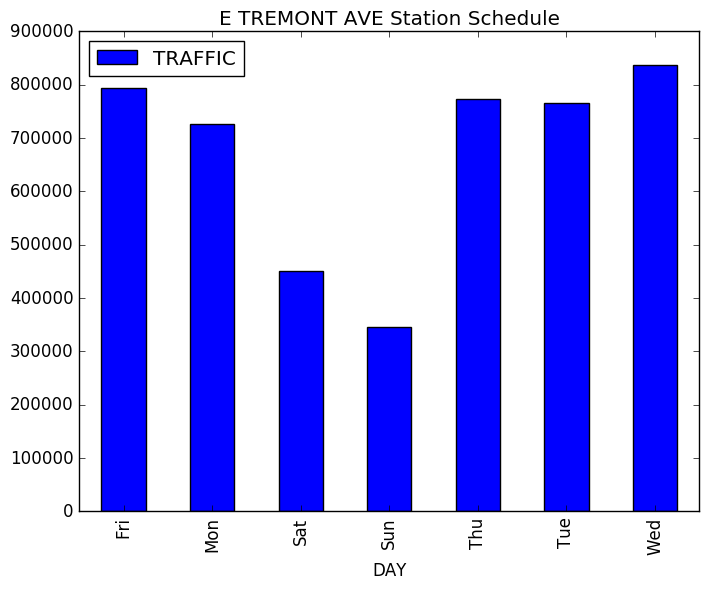 E TREMONT AVE Station Schedule
900000
800000
700000
600000
500000
400000
300000
200000
100000
0
TRAFFIC
Fri
Mon
Sat
Sun
Thu
Tue
Wed
DAY